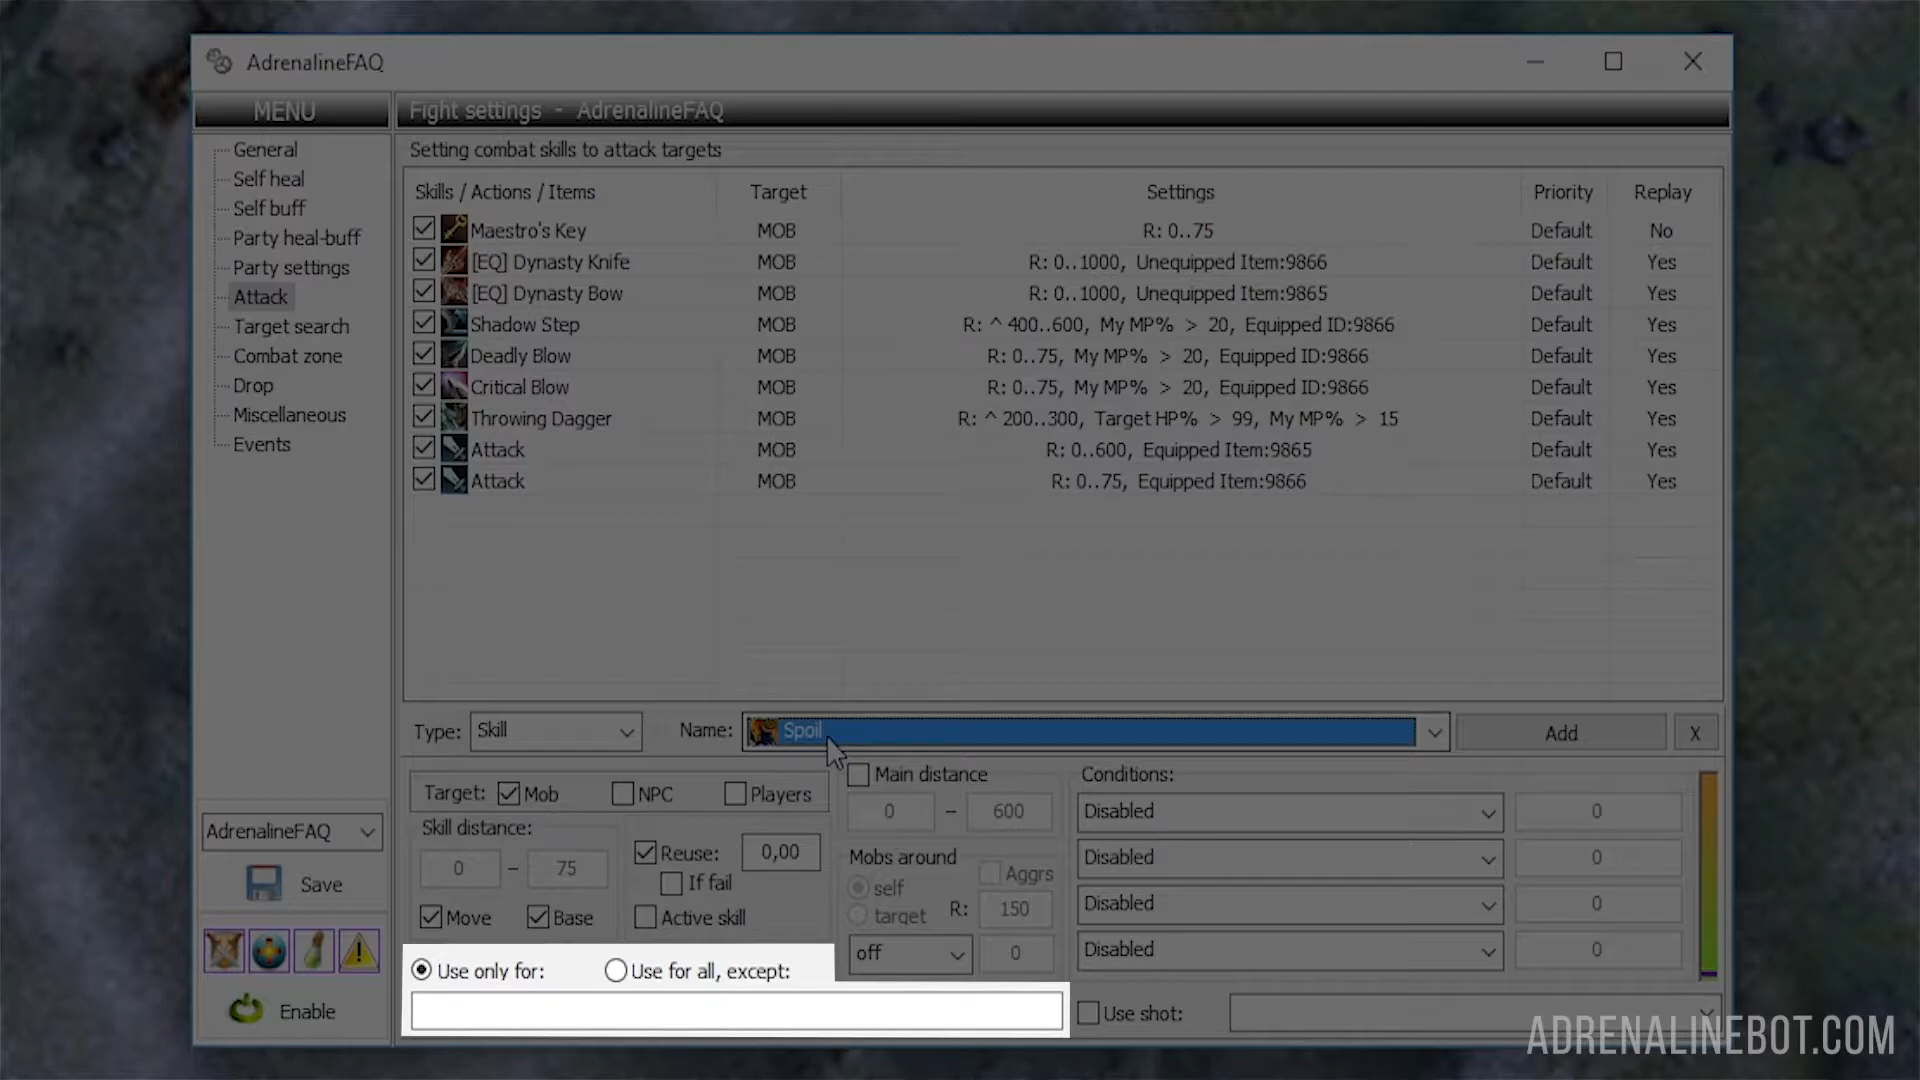 AdrenalineFAQ
MENU
Fight settings - AdrenalineFAQ
General
Self heal
Self buff
Party heal-buff
Party settings
Attack
Target search
Combat zone
Drop
Miscellaneous
Events
Setting combat skills to attack targets
Skills / Actions / Items Target Settings Priority Replay
Maestro's Key MOB R: 0..75 Default No
[EQ] Dynasty Knife MOB R: 0..1000, Unequipped Item:9866 Default Yes
[EQ] Dynasty Bow MOB R: 0..1000, Unequipped Item:9865 Default Yes
Shadow Step MOB R: ^ 400..600, My MP% > 20, Equipped ID:9866 Default Yes
Deadly Blow MOB R: 0..75, My MP% > 20, Equipped ID:9866 Default Yes
Critical Blow MOB R: 0..75, My MP% > 20, Equipped ID:9866 Default Yes
Throwing Dagger MOB R: ^ 200..300, Target HP% > 99, My MP% > 15 Default Yes
Attack MOB R: 0..600, Equipped Item:9865 Default Yes
Attack MOB R: 0..75, Equipped Item:9866 Default Yes
Type: Skill Name: Spoil Add X
Target: Mob NPC Players
Skill distance:
0 - 75
Move Base
Reuse: 0,00
If fail
Active skill
Main distance
0 - 600
Mobs around Aggrs
self
target R: 150
off 0
Conditions:
Disabled 0
Disabled 0
Disabled 0
Disabled 0
Use only for: Use for all, except:
Use shot:
AdrenalineFAQ
Save
Enable
ADRENALINEBOT.COM